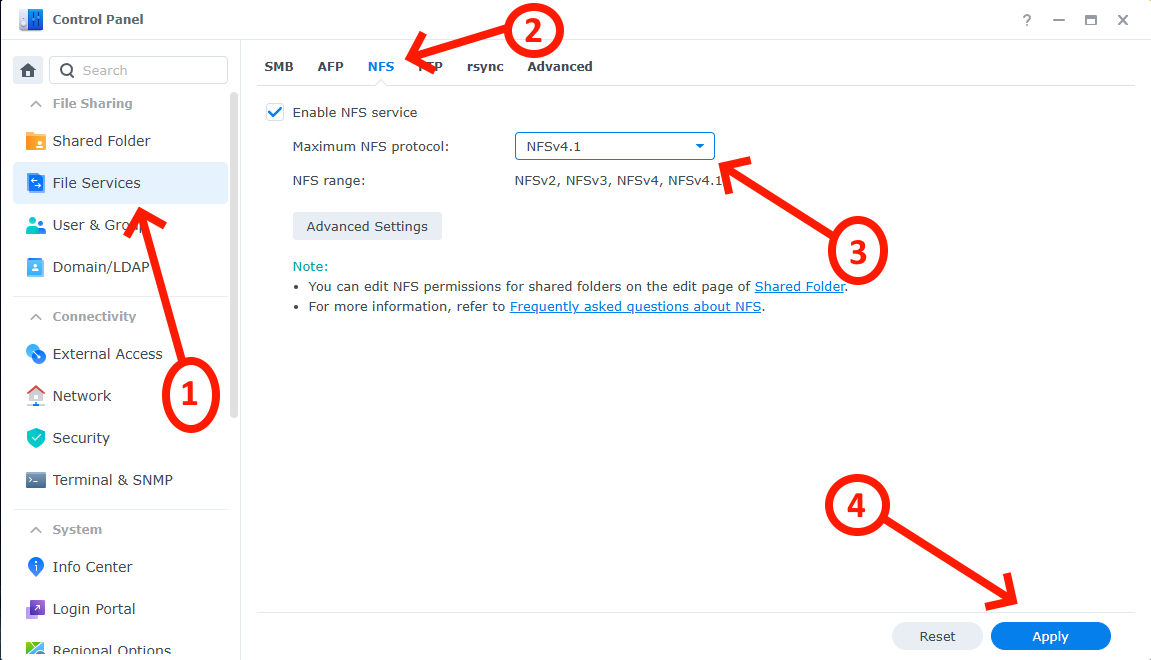 Control Panel
?
Search
File Sharing
Shared Folder
File Services
User & Group
Domain/LDAP
Connectivity
External Access
Network
Security
Terminal & SNMP
System
Info Center
Login Portal
Regional Options
SMB AFP NFS FTP rsync Advanced
Enable NFS service
Maximum NFS protocol: NFSv4.1
NFS range: NFSv2, NFSv3, NFSv4, NFSv4.1
Advanced Settings
Note:
• You can edit NFS permissions for shared folders on the edit page of Shared Folder.
• For more information, refer to Frequently asked questions about NFS.
Reset Apply
1
2
3
4